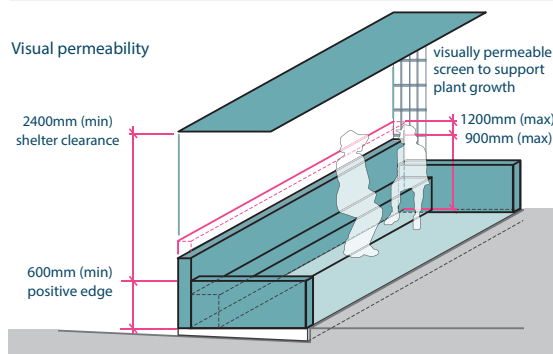 Visual permeability
visually permeable
screen to support
plant growth
2400mm (min)
shelter clearance
1200mm (max)
900mm (max)
600mm (min)
positive edge